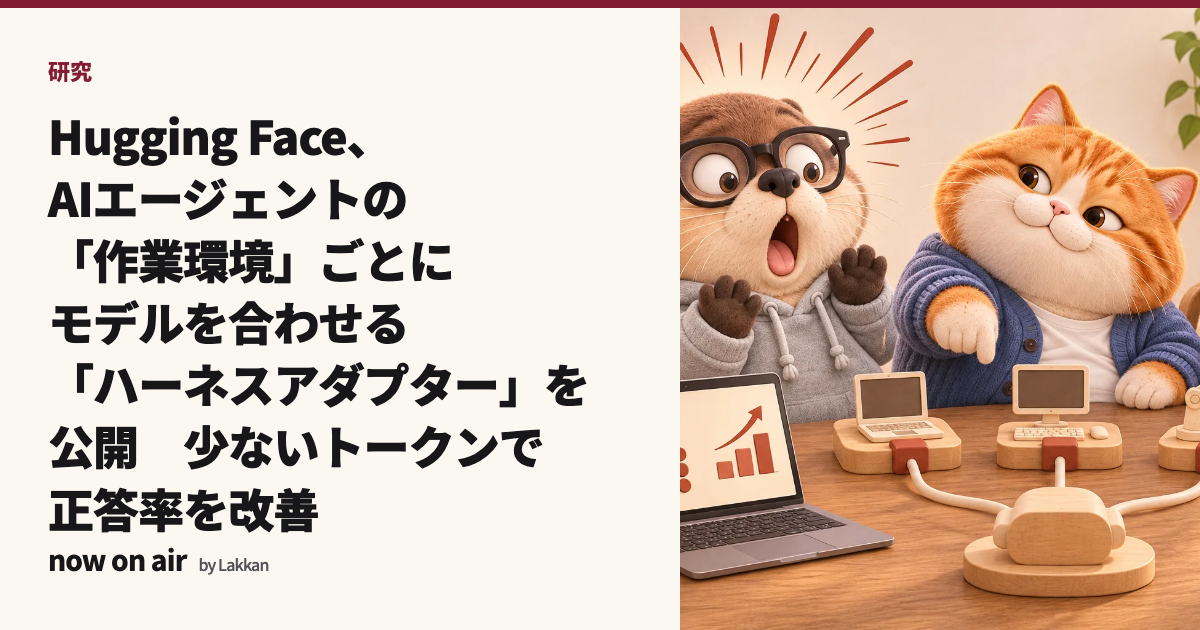 研究
Hugging Face、
AIエージェントの
「作業環境」ごとに
モデルを合わせる
「ハーネスアダプター」を
公開　少ないトークンで
正答率を改善
now on air by Lakkan